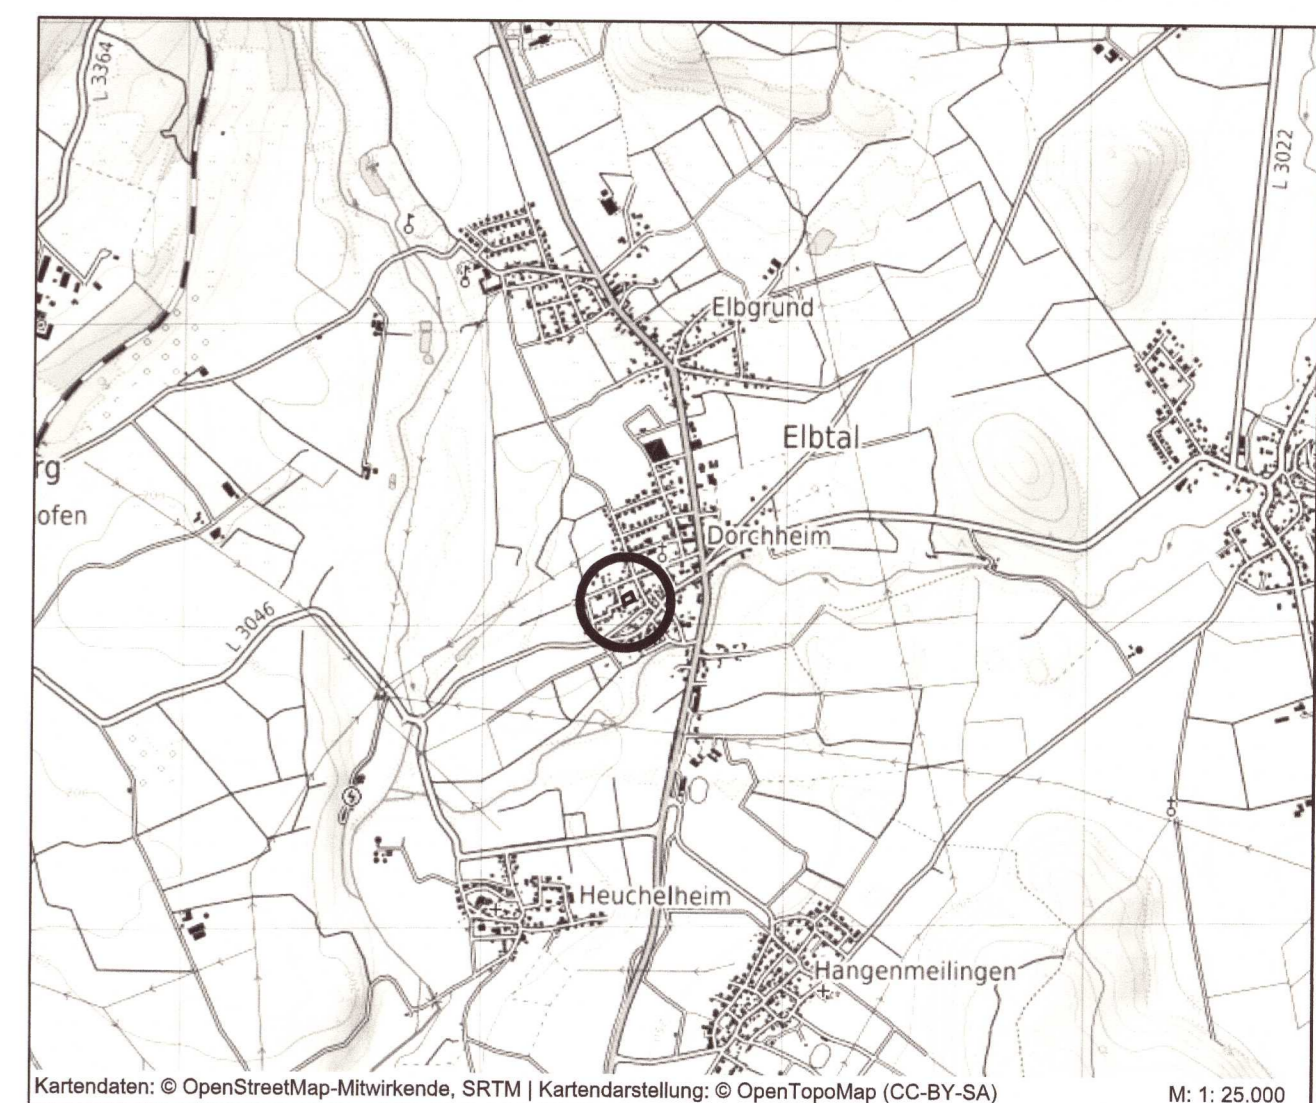 L 3364
L 3022
Elbgrund
Elbtal
rg
ofen
Dorchheim
L 3046
Heuchelheim
Hangenmeilingen
Kartendaten: © OpenStreetMap-Mitwirkende, SRTM | Kartendarstellung: © OpenTopoMap (CC-BY-SA)
M: 1: 25.000